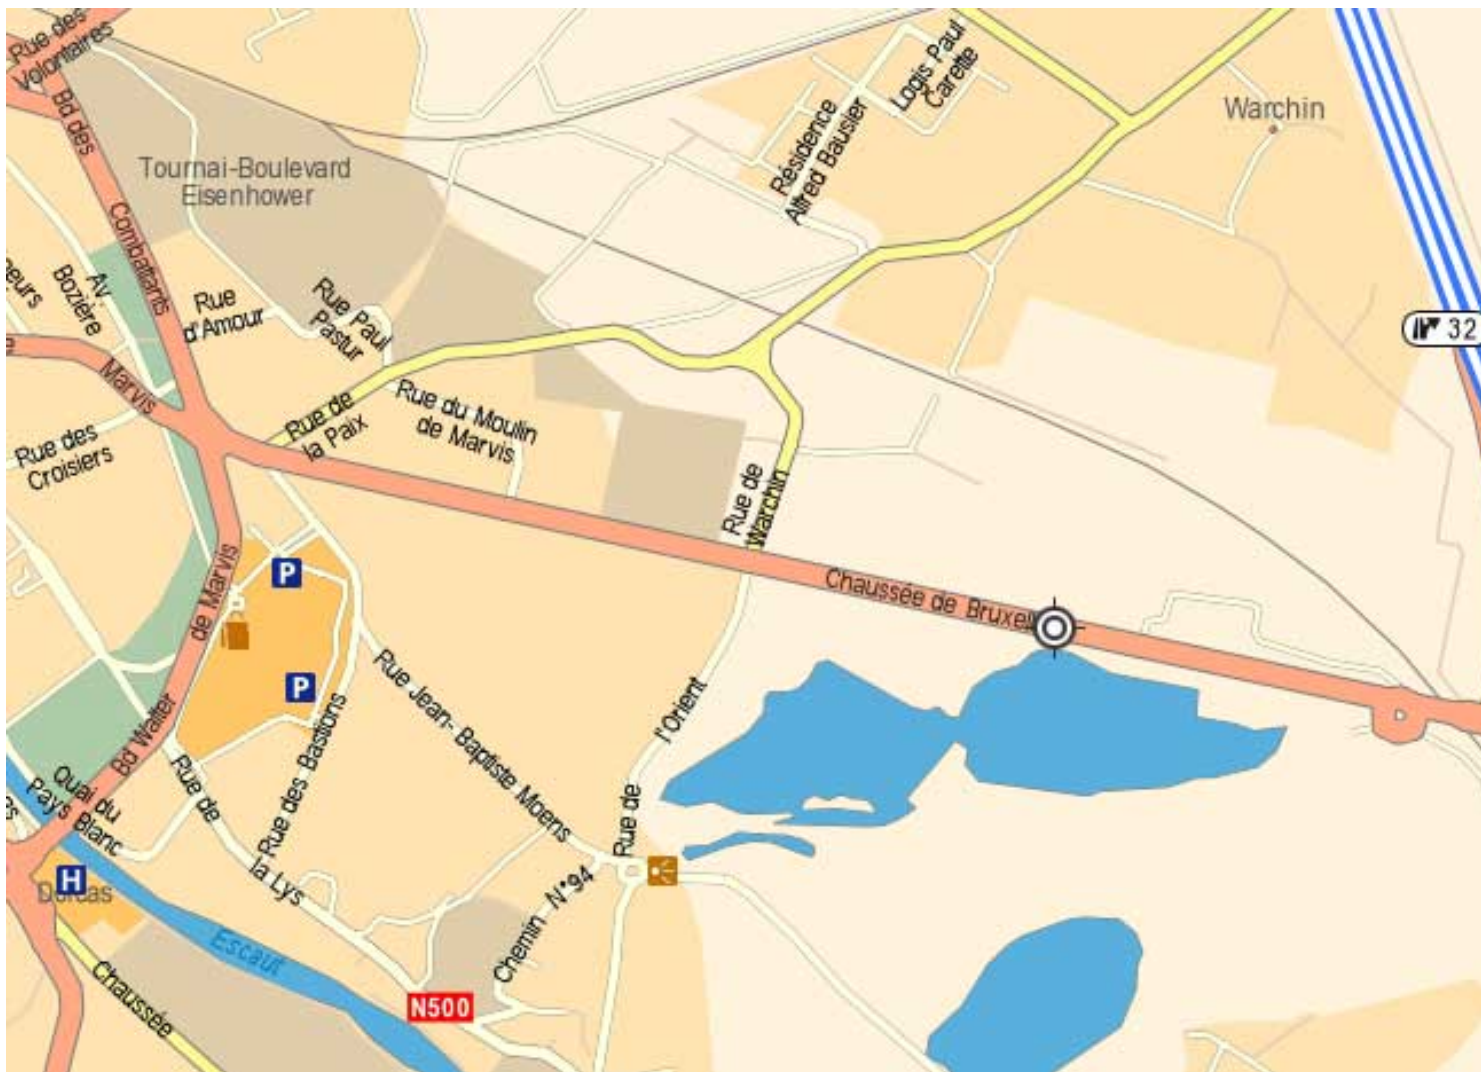 Rue des
Volontaires
Bd des
Combattants
Tournai-Boulevard
Eisenhower
Résidence
Alfred Bausier
Logis Paul
Carette
Warchin
32
eurs
Av
Bozière
Rue
d'Amour
Rue Paul
Pastur
Marvis
Rue des
Croisiers
Rue de
la Paix
Rue du Moulin
de Marvis
Rue de
Warchin
Chaussée de Bruxell
P
de Marvis
P
Bd Walter
Rue Jean- Baptiste Moens
Rue des Bastions
Rue de
l'Orient
Quai du
Pays Blanc
Rue de
la Lys
H
Dorcas
Chemin N°94
Escaut
N500
Chaussée